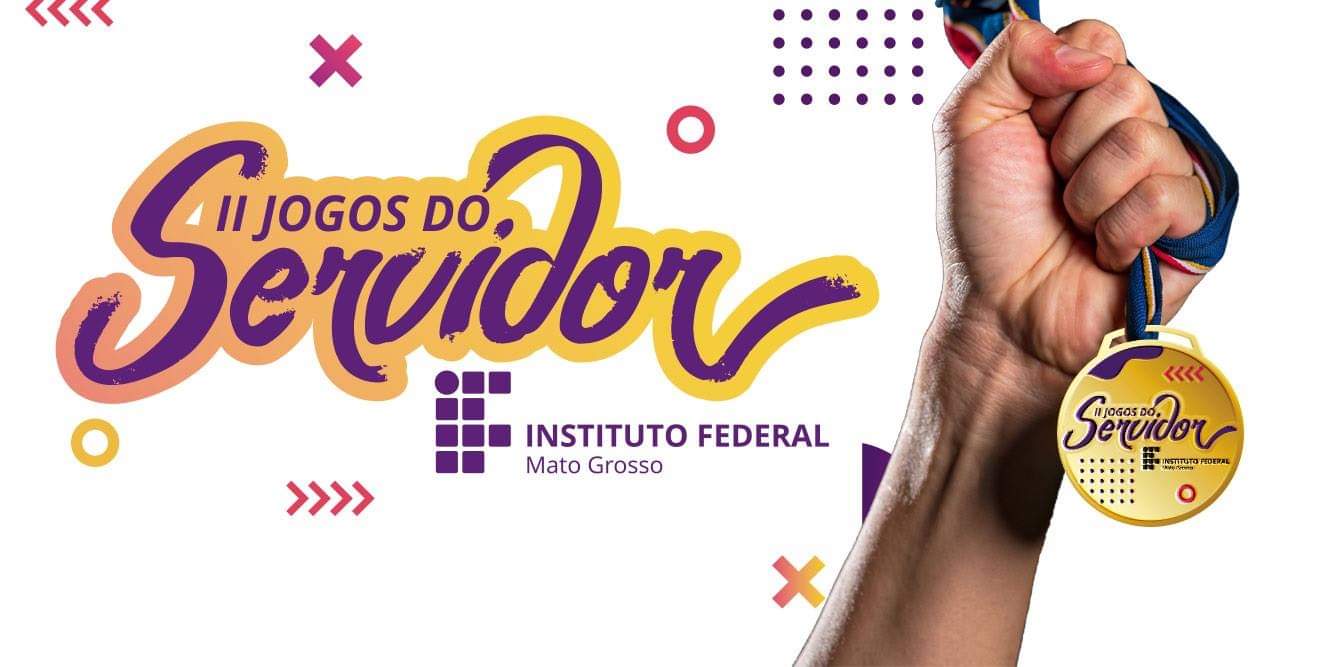 II JOGOS DO
Servidor
INSTITUTO FEDERAL
Mato Grosso
II JOGOS DO
Servidor
INSTITUTO FEDERAL
Mato Grosso